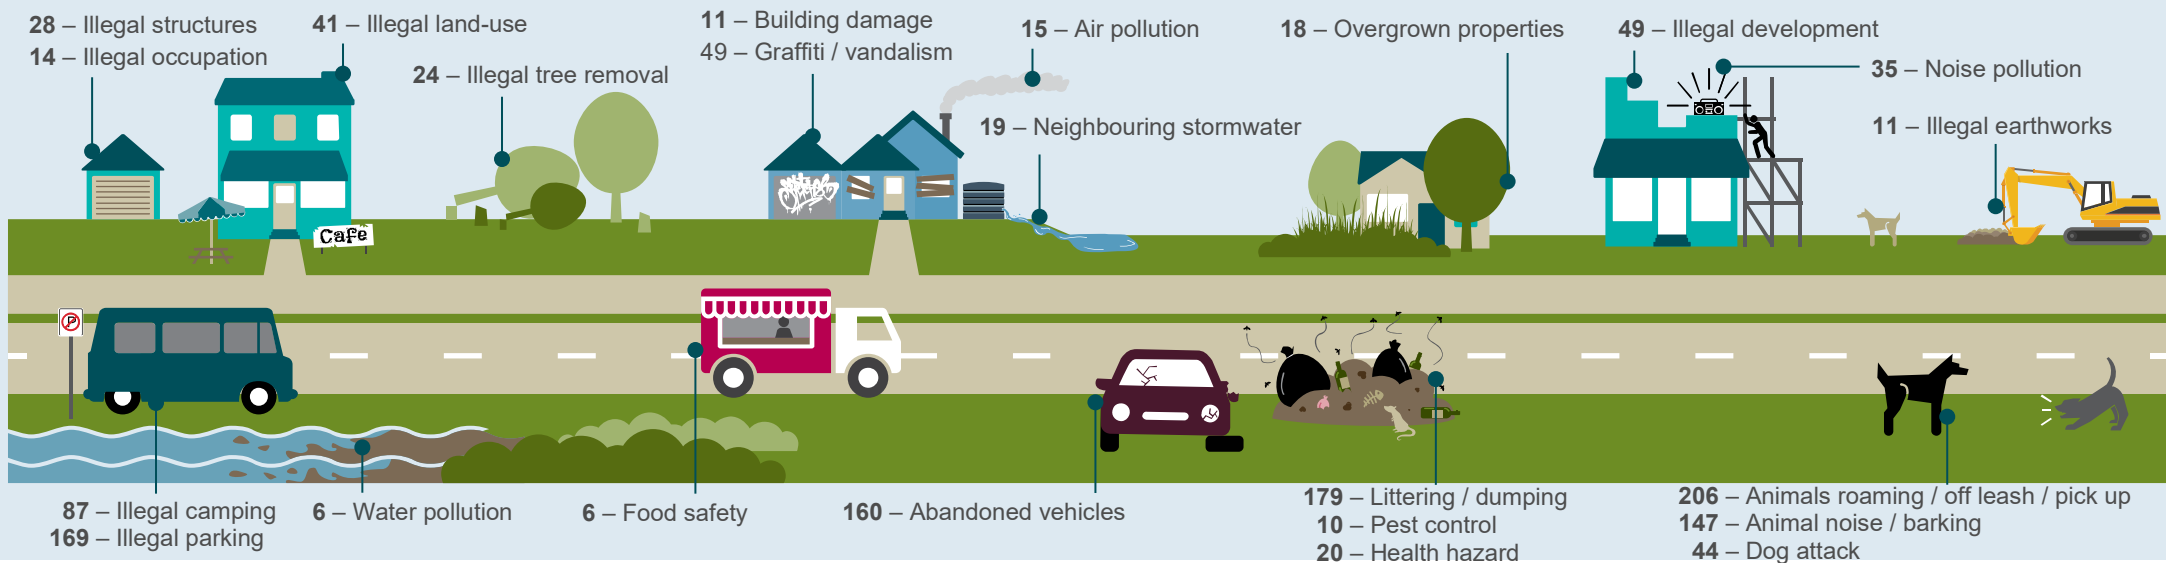 28 – Illegal structures
14 – Illegal occupation
41 – Illegal land-use
24 – Illegal tree removal
11 – Building damage
49 – Graffiti / vandalism
15 – Air pollution
19 – Neighbouring stormwater
18 – Overgrown properties
49 – Illegal development
35 – Noise pollution
11 – Illegal earthworks
Cafe
P
87 – Illegal camping
169 – Illegal parking
6 – Water pollution
6 – Food safety
160 – Abandoned vehicles
179 – Littering / dumping
10 – Pest control
20 – Health hazard
206 – Animals roaming / off leash / pick up
147 – Animal noise / barking
44 – Dog attack